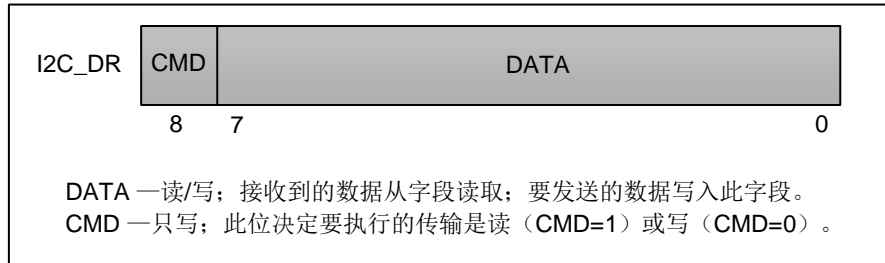 I2C_DR CMD DATA
8 7 0
DATA —读/写；接收到的数据从字段读取；要发送的数据写入此字段。
CMD —只写；此位决定要执行的传输是读（CMD=1）或写（CMD=0）。